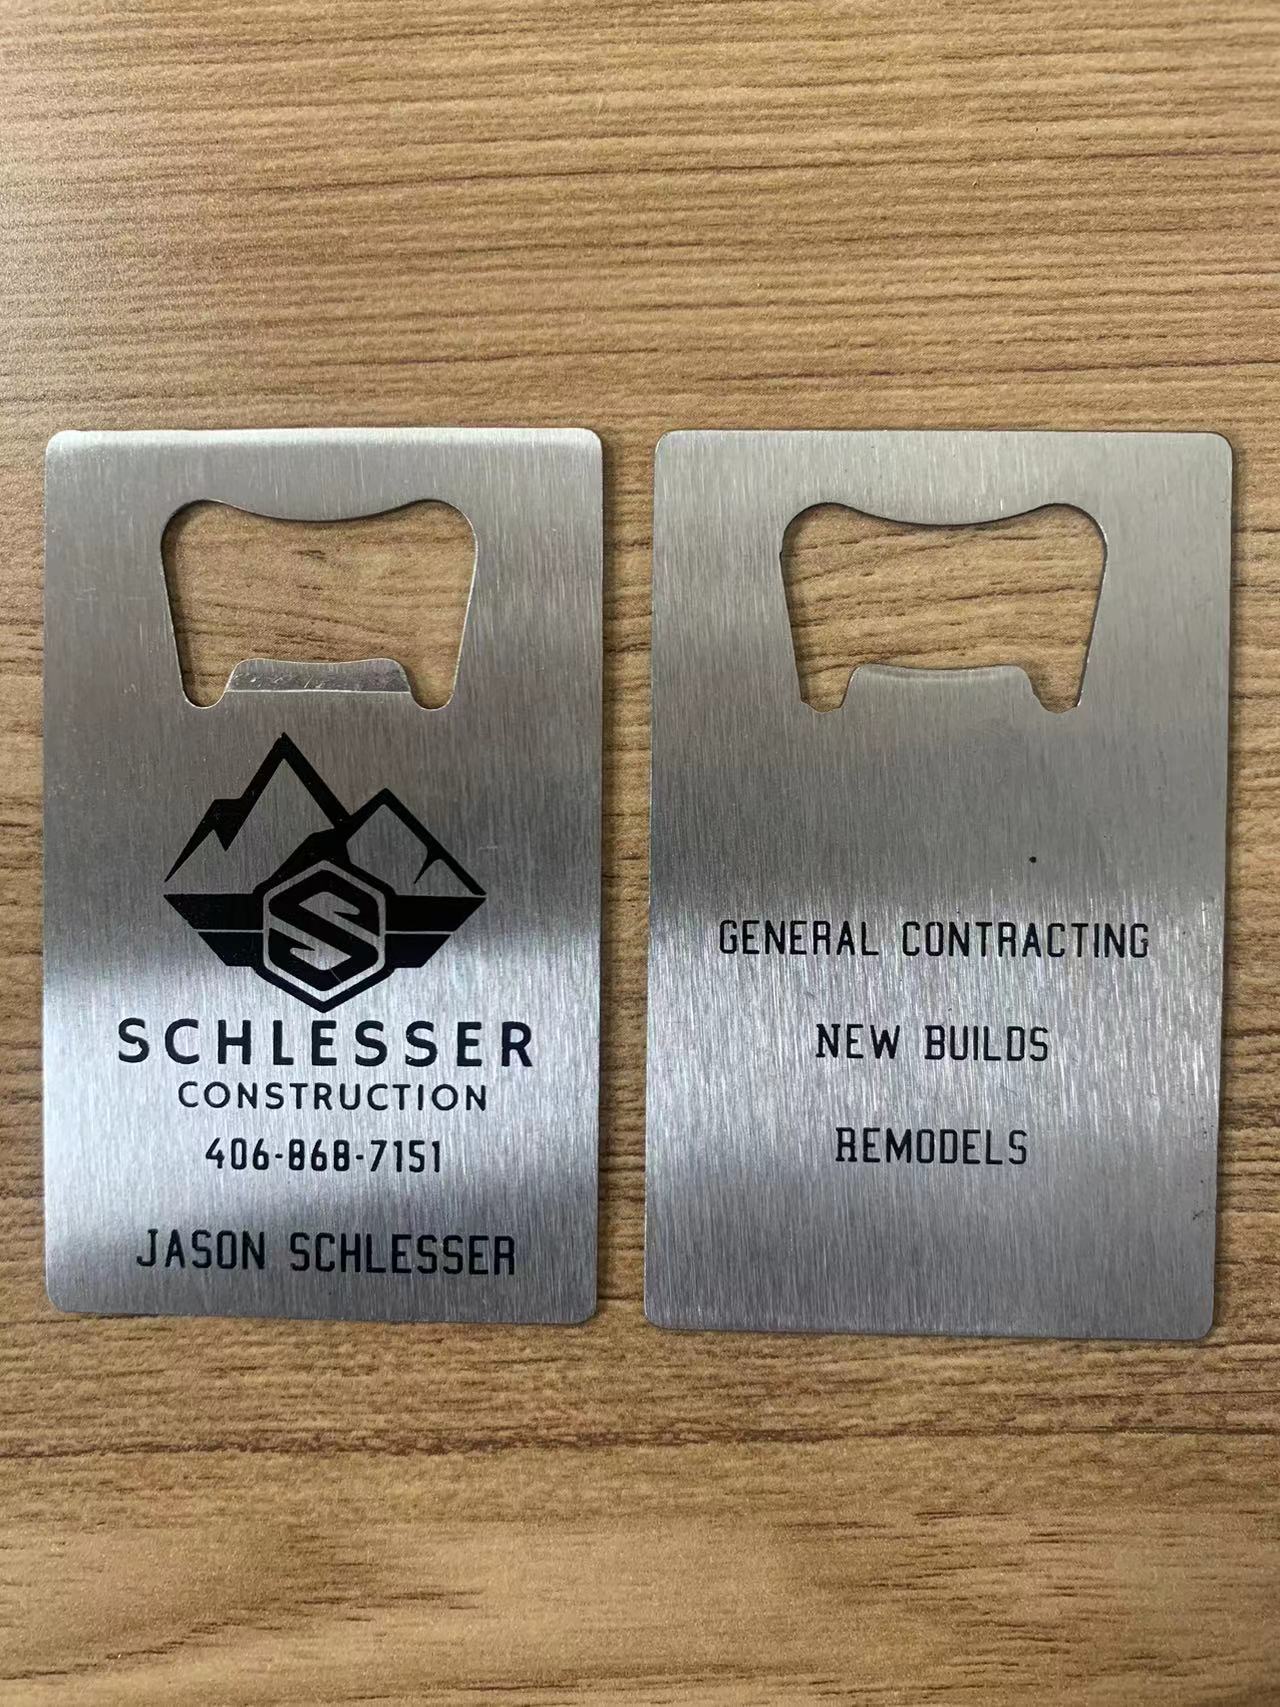 S
SCHLESSER
CONSTRUCTION
406-868-7151
JASON SCHLESSER
GENERAL CONTRACTING
NEW BUILDS
REMODELS